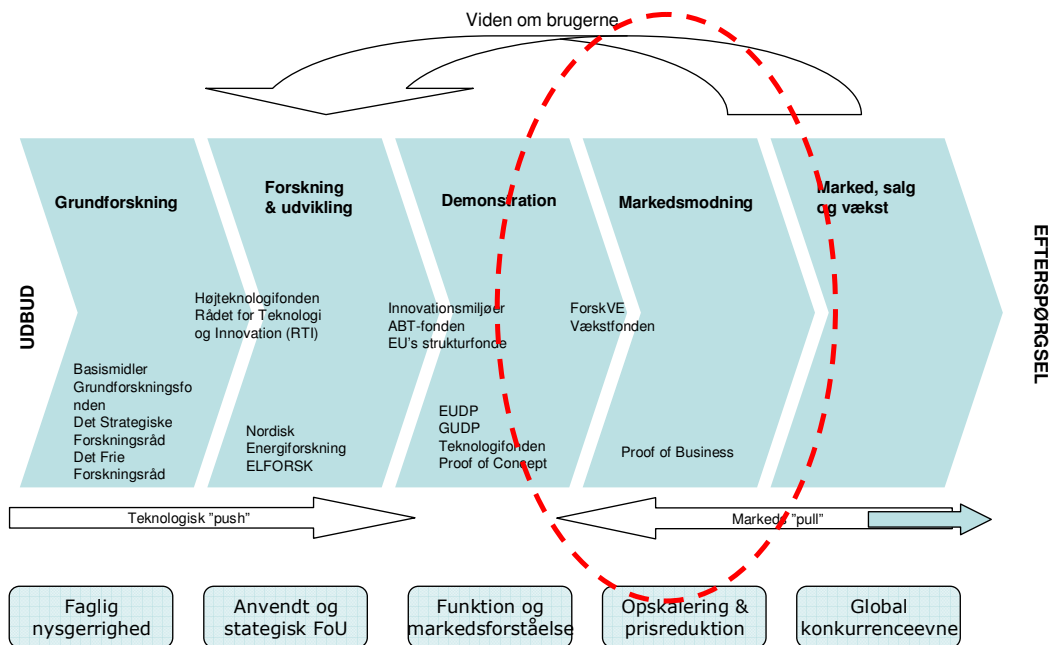 Viden om brugerne
Grundforskning
Forskning
& udvikling
Demonstration
Markedsmodning
Marked, salg
og vækst
UDBUD
EFTERSPØRGSEL
Højteknologifonden
Rådet for Teknologi
og Innovation (RTI)
Innovationsmiljøer
ABT-fonden
EU's strukturfonde
ForskVE
Vækstfonden
Basismidler
Grundforskningsfo
nden
Det Strategiske
Forskningsråd
Det Frie
Forskningsråd
Nordisk
Energiforskning
ELFORSK
EUDP
GUDP
Teknologifonden
Proof of Concept
Proof of Business
Teknologisk "push"
Markeds "pull"
Faglig
nysgerrighed
Anvendt og
stategisk FoU
Funktion og
markedsforståelse
Opskalering &
prisreduktion
Global
konkurrenceevne